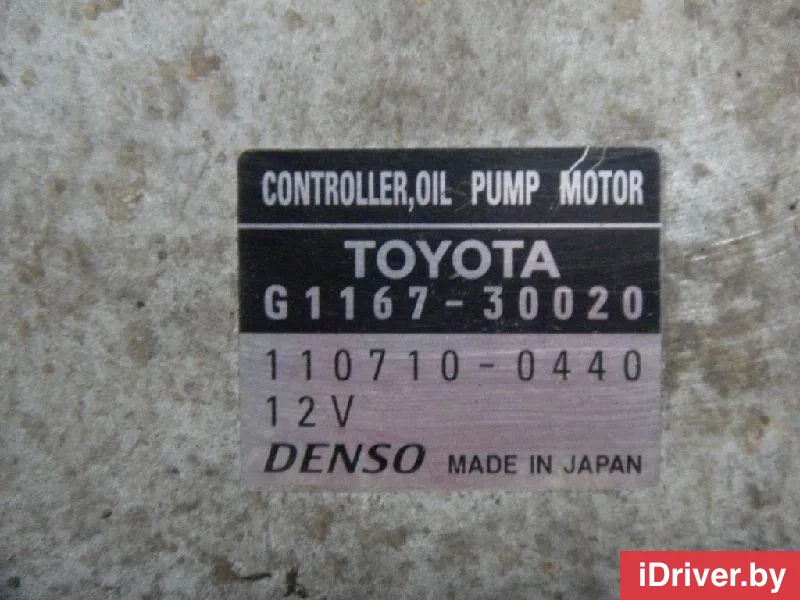 CONTROLLER,OIL PUMP MOTOR
TOYOTA
G1167-30020
110710-0440
12V
DENSO MADE IN JAPAN
iDriver.by